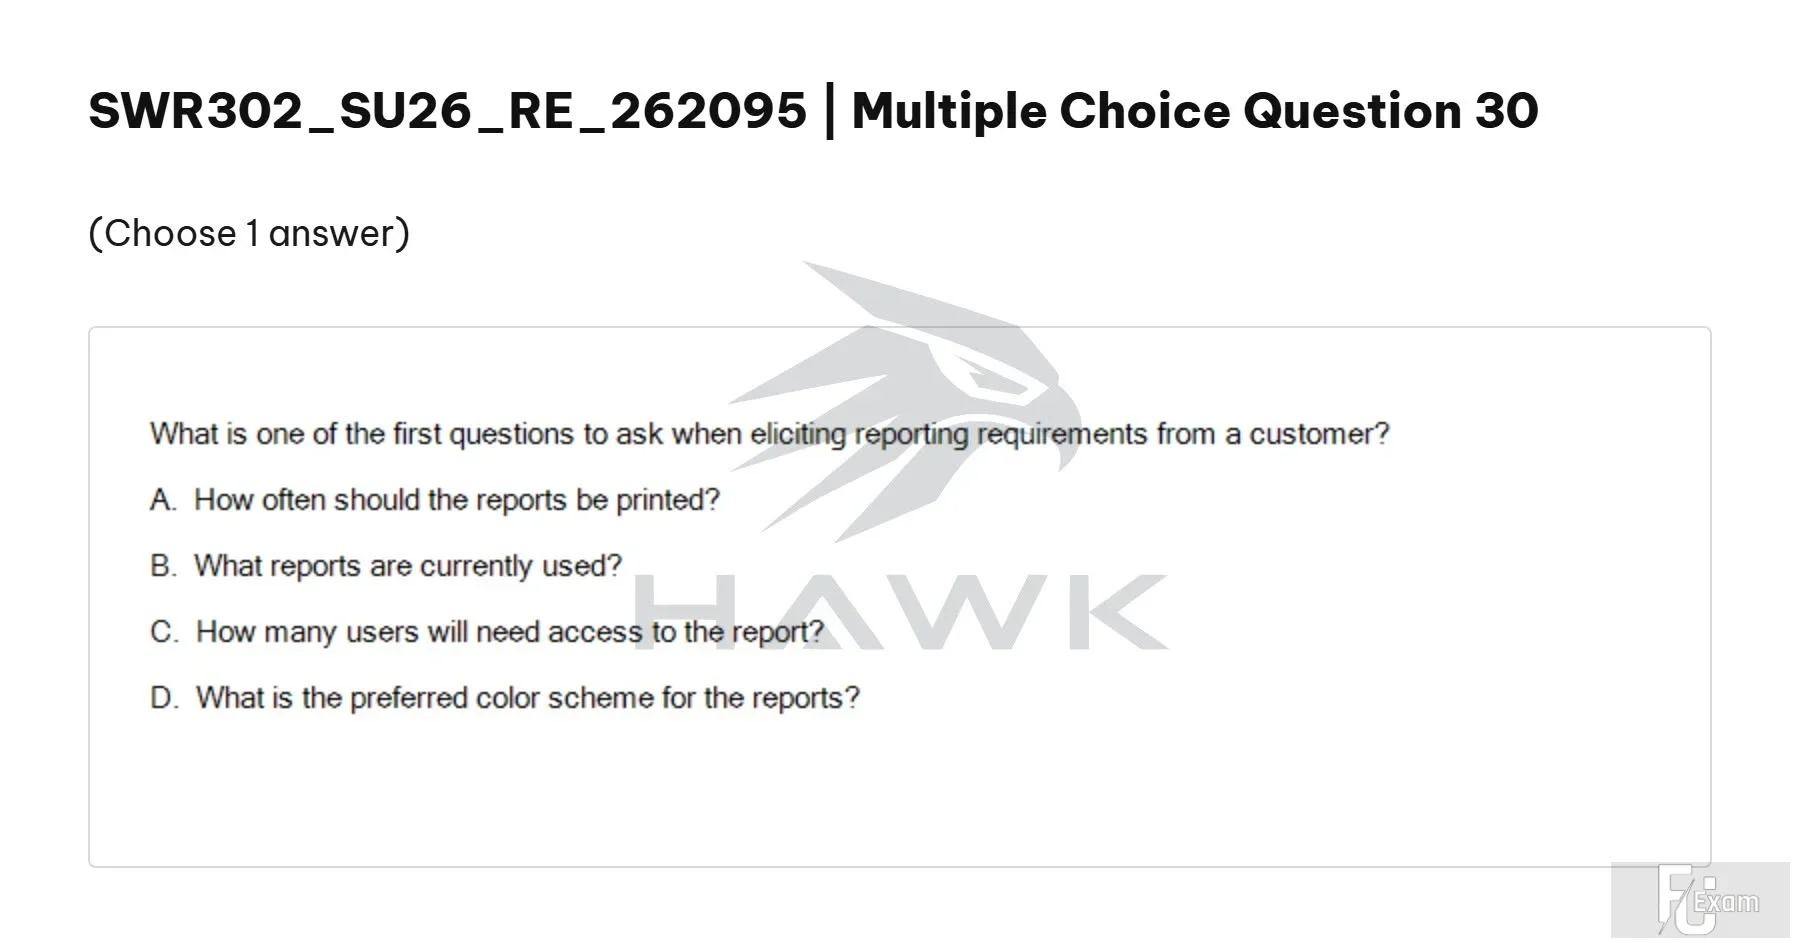 SWR302_SU26_RE_262095 | Multiple Choice Question 30
(Choose 1 answer)
What is one of the first questions to ask when eliciting reporting requirements from a customer?
A. How often should the reports be printed?
B. What reports are currently used?
C. How many users will need access to the report?
D. What is the preferred color scheme for the reports?
HAWK
FU Exam